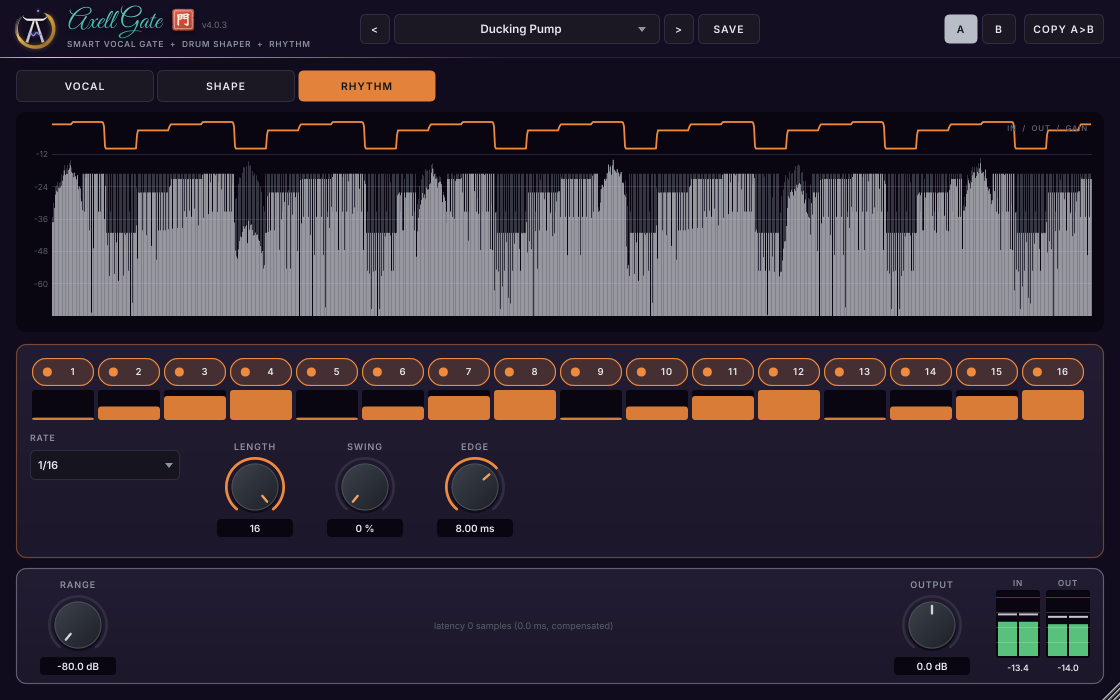 Axell Gate 門 v4.0.3
SMART VOCAL GATE + DRUM SHAPER + RHYTHM
< Ducking Pump > SAVE
A B COPY A>B
VOCAL SHAPE RHYTHM
IN / OUT / GAIN
-12
-24
-36
-48
-60
1 2 3 4 5 6 7 8 9 10 11 12 13 14 15 16
RATE
1/16
LENGTH SWING EDGE
16 0 % 8.00 ms
RANGE
-80.0 dB
latency 0 samples (0.0 ms, compensated)
OUTPUT
0.0 dB
IN OUT
-13.4 -14.0